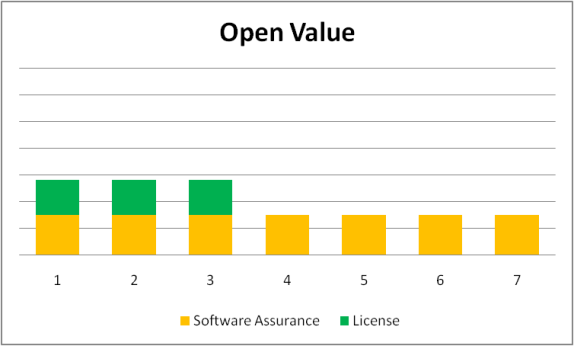 Open Value
1 2 3 4 5 6 7
Software Assurance License